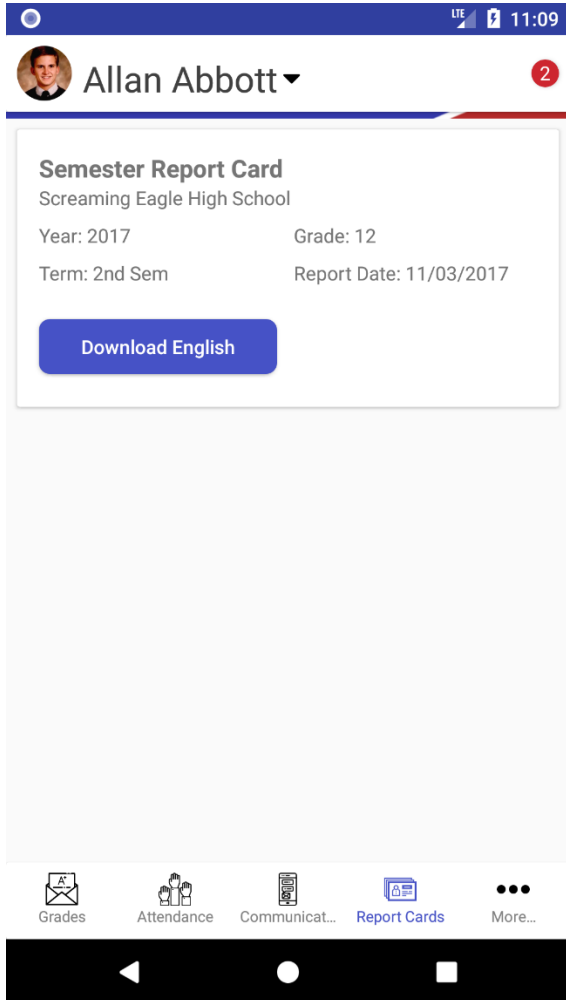 LTE 11:09
Allan Abbott
2
Semester Report Card
Screaming Eagle High School
Year: 2017 Grade: 12
Term: 2nd Sem Report Date: 11/03/2017
Download English
A+
Grades Attendance Communicat... Report Cards More...